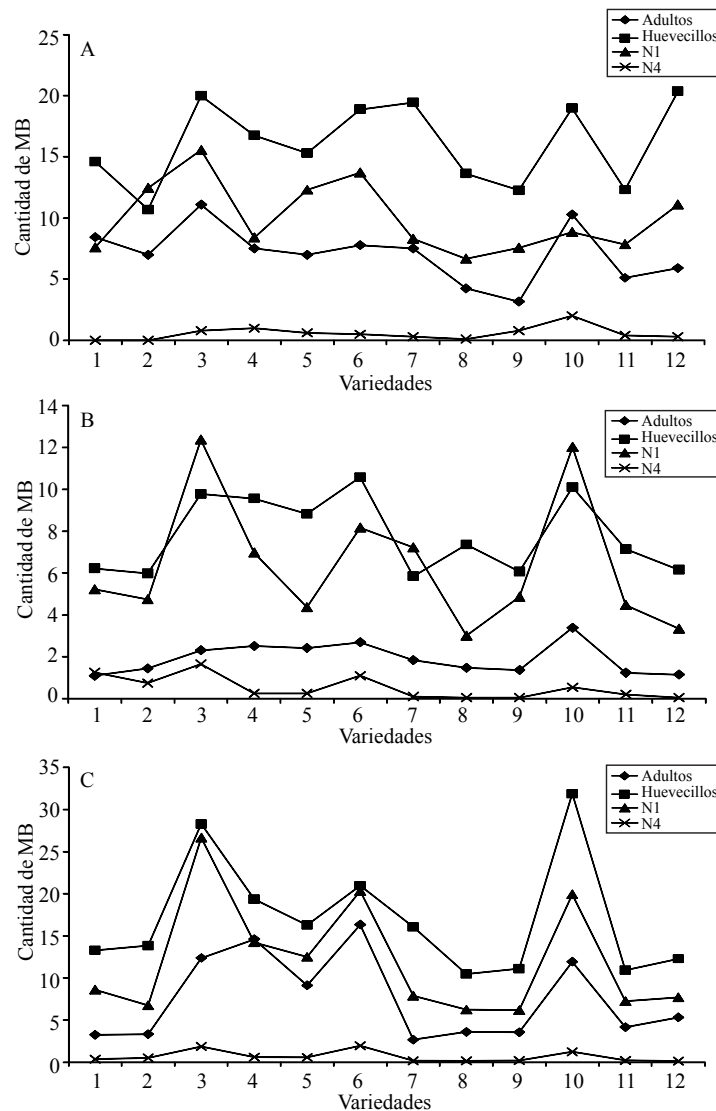 A
Adultos
Huevecillos
N1
N4
Cantidad de MB
25
20
15
10
5
0
1 2 3 4 5 6 7 8 9 10 11 12
Variedades
B
Adultos
Huevecillos
N1
N4
Cantidad de MB
14
12
10
8
6
4
2
0
1 2 3 4 5 6 7 8 9 10 11 12
Variedades
C
Adultos
Huevecillos
N1
N4
Cantidad de MB
35
30
25
20
15
10
5
0
1 2 3 4 5 6 7 8 9 10 11 12
Variedades